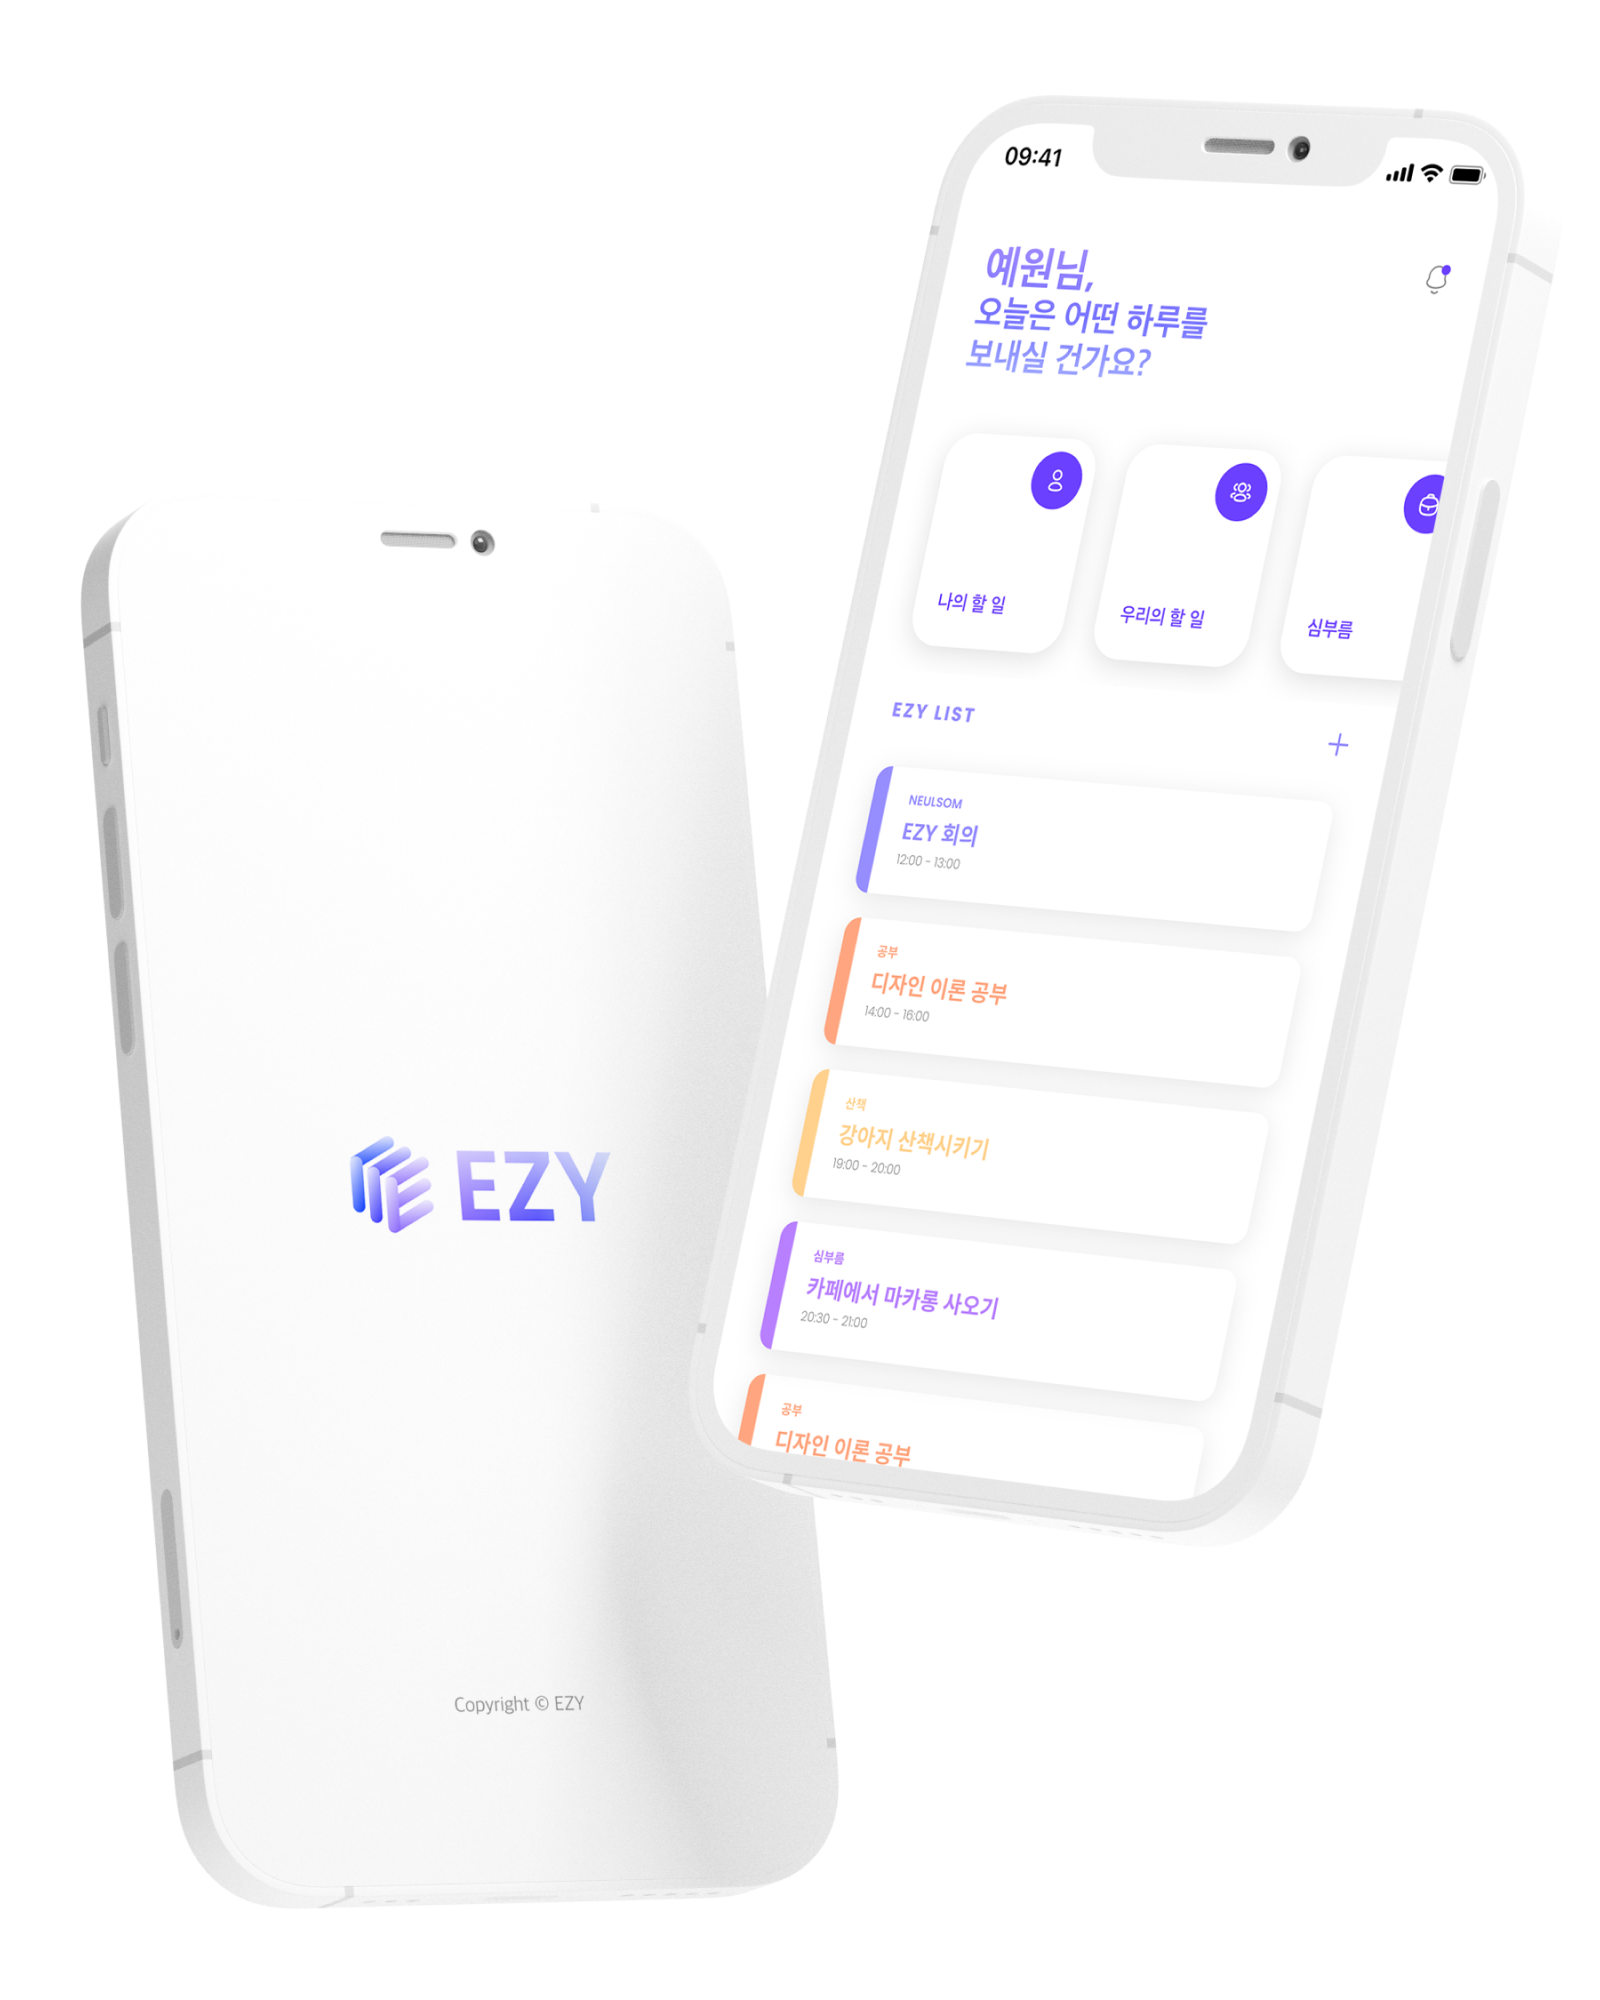 09:41
예원님,
오늘은 어떤 하루를
보내실 건가요?
나의 할 일
우리의 할 일
심부름
EZY LIST
NEULSOM
EZY 회의
12:00 - 13:00
공부
디자인 이론 공부
14:00 - 16:00
산책
강아지 산책시키기
19:00 - 20:00
심부름
카페에서 마카롱 사오기
20:30 - 21:00
공부
디자인 이론 공부
EZY
Copyright © EZY